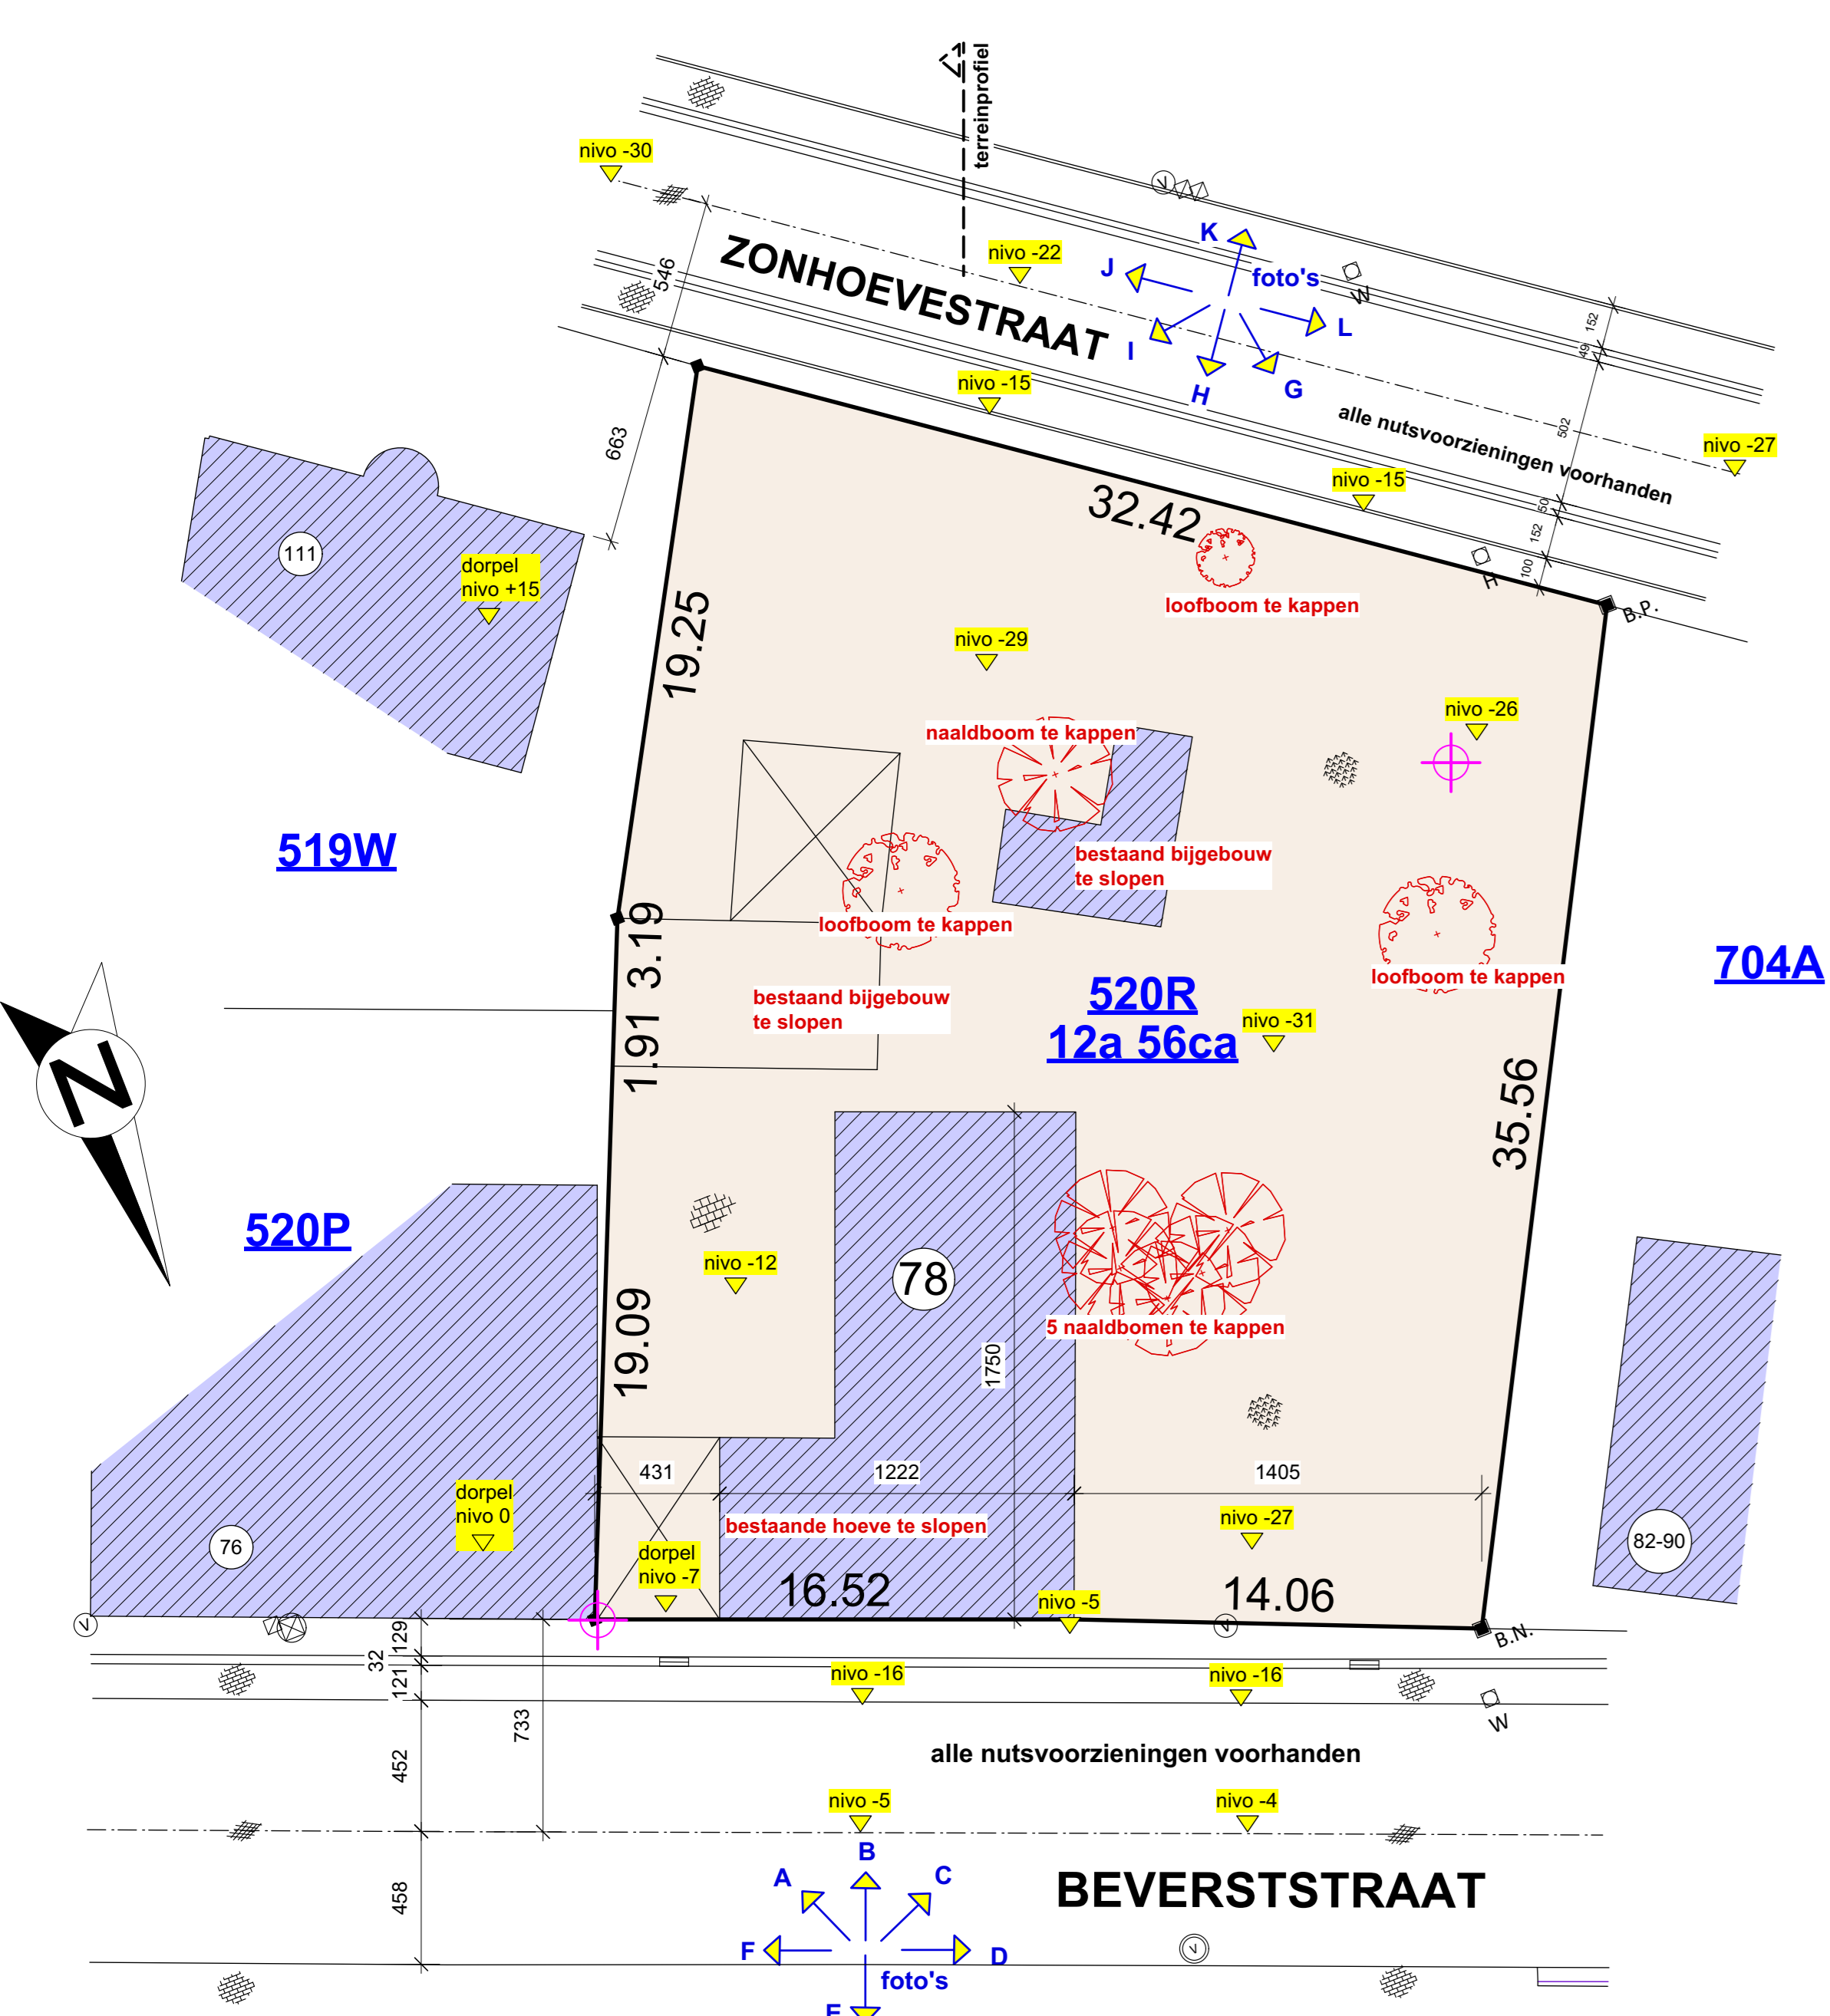 terreinprofiel
nivo -30
ZONHOEVESTRAAT
546
nivo -22
K
J
foto's
W
L
I
H
G
152
49
502
50
152
100
nivo -15
alle nutsvoorzieningen voorhanden
nivo -27
nivo -15
663
32.42
111
dorpel
nivo +15
H
B.P.
loofboom te kappen
19.25
nivo -29
nivo -26
naaldboom te kappen
519W
bestaand bijgebouw
te slopen
loofboom te kappen
3.19
704A
loofboom te kappen
bestaand bijgebouw
te slopen
520R
12a 56ca
nivo -31
1.91
N
35.56
520P
nivo -12
78
19.09
5 naaldbomen te kappen
1750
431
1222
1405
dorpel
nivo 0
76
bestaande hoeve te slopen
nivo -27
82-90
dorpel
nivo -7
16.52
14.06
nivo -5
V
V
V
B.N.
129
32
121
nivo -16
nivo -16
W
733
452
alle nutsvoorzieningen voorhanden
nivo -5
nivo -4
B
A
C
BEVERSTSTRAAT
458
F
D
V
foto's
E